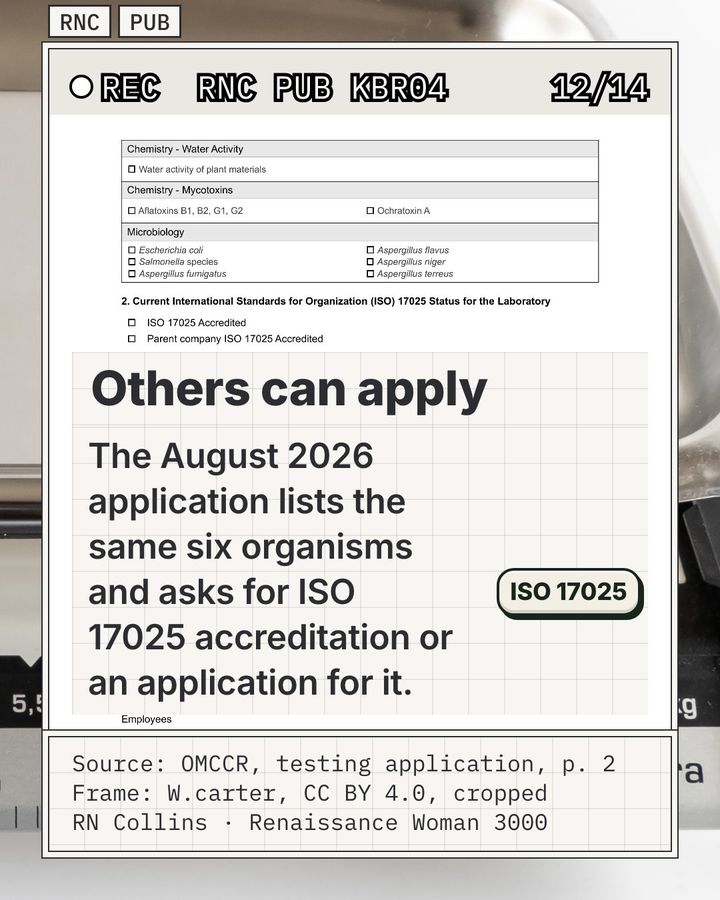 RNC PUB
REC RNC PUB KBR04 12/14
Chemistry - Water Activity
Water activity of plant materials
Chemistry - Mycotoxins
Aflatoxins B1, B2, G1, G2 Ochratoxin A
Microbiology
Escherichia coli Aspergillus flavus
Salmonella species Aspergillus niger
Aspergillus fumigatus Aspergillus terreus
2. Current International Standards for Organization (ISO) 17025 Status for the Laboratory
ISO 17025 Accredited
Parent company ISO 17025 Accredited
Others can apply
The August 2026
application lists the
same six organisms
and asks for ISO
17025 accreditation or
an application for it.
ISO 17025
Employees
Source: OMCCR, testing application, p. 2
Frame: W.carter, CC BY 4.0, cropped
RN Collins · Renaissance Woman 3000